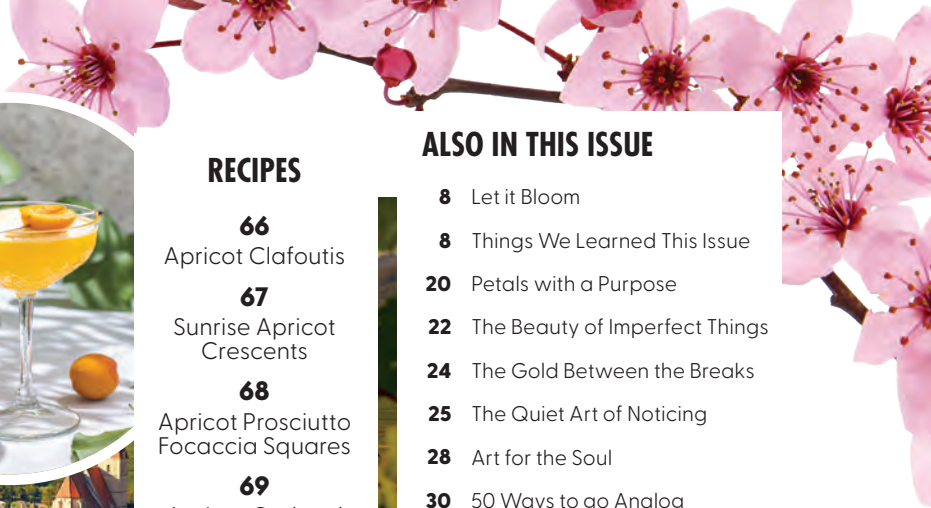 RECIPES
66
Apricot Clafoutis
67
Sunrise Apricot
Crescents
68
Apricot Prosciutto
Focaccia Squares
69
ALSO IN THIS ISSUE
8 Let it Bloom
8 Things We Learned This Issue
20 Petals with a Purpose
22 The Beauty of Imperfect Things
24 The Gold Between the Breaks
25 The Quiet Art of Noticing
28 Art for the Soul
30 50 Ways to go Analog